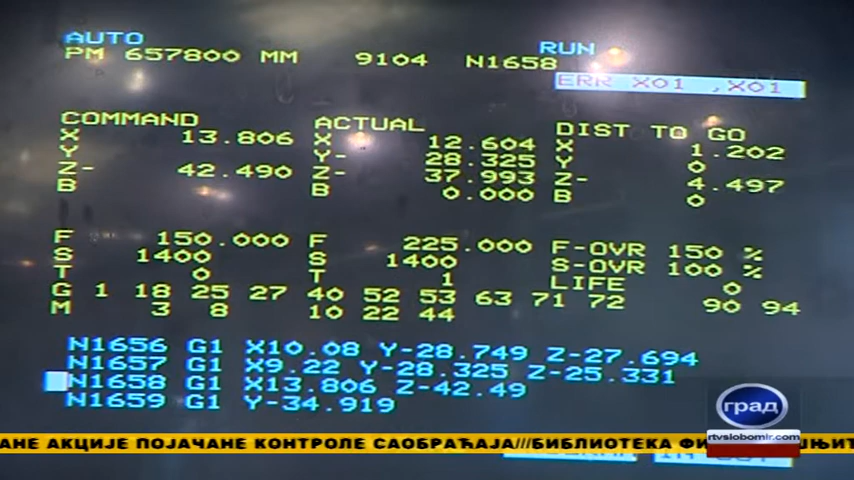 AUTO RUN
PM 657800 MM 9104 N1658
ERR X01 ,X01
COMMAND ACTUAL DIST TO GO
X 13.806 X 12.604 X 1.202
Y Y- 28.325 Y 0
Z- 42.490 Z- 37.993 Z- 4.497
B B 0.000 B 0
F 150.000 F 225.000 F-OVR 150 %
S 1400 S 1400 S-OVR 100 %
T 0 T 1 LIFE 0
G 1 18 25 27 40 52 53 63 71 72 90 94
M 3 8 10 22 44
N1656 G1 X10.08 Y-28.749 Z-27.694
N1657 G1 X9.22 Y-28.325 Z-25.331
N1658 G1 X13.806 Z-42.49
N1659 G1 Y-34.919
град
rtvslobomir.com
АНЕ АКЦИЈЕ ПОЈАЧАНЕ КОНТРОЛЕ САОБРАЋАЈА///БИБЛИОТЕКА